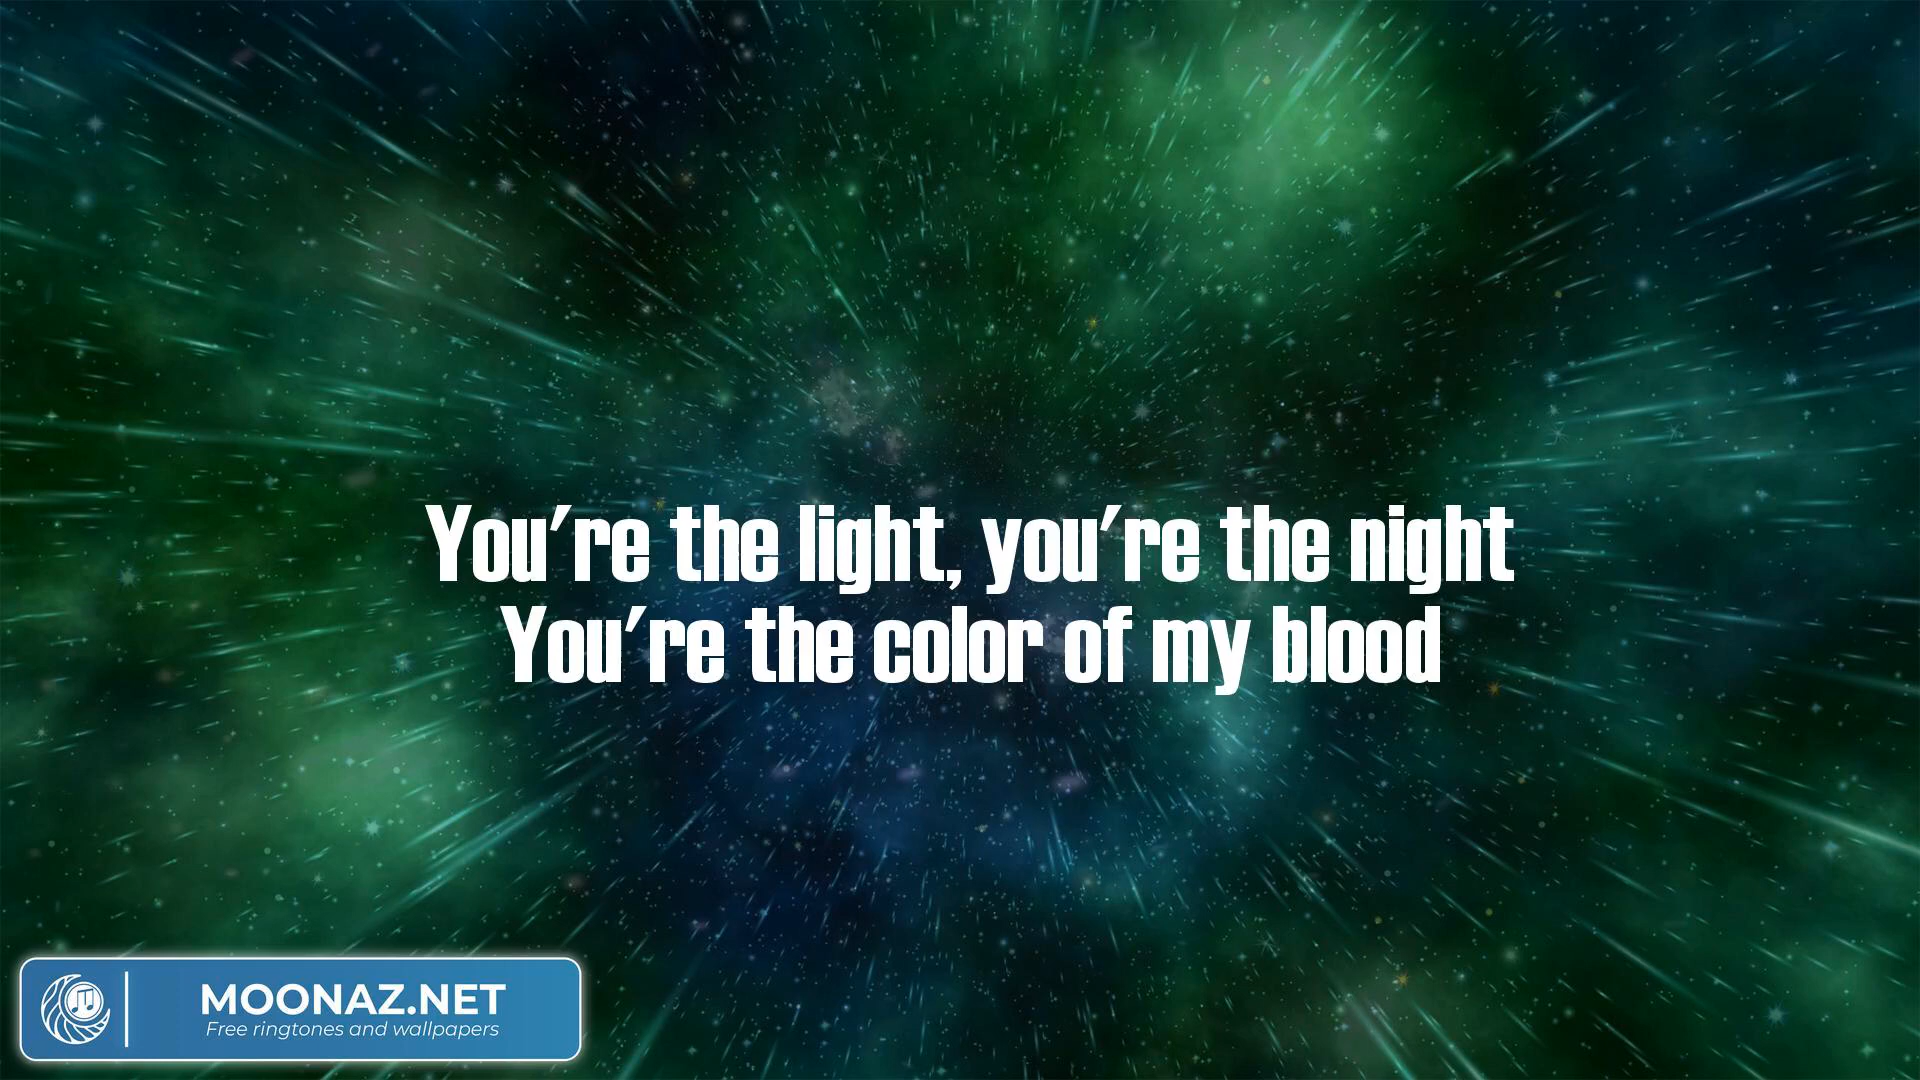 You're the light, you're the night
You're the color of my blood
MOONAZ.NET
Free ringtones and wallpapers